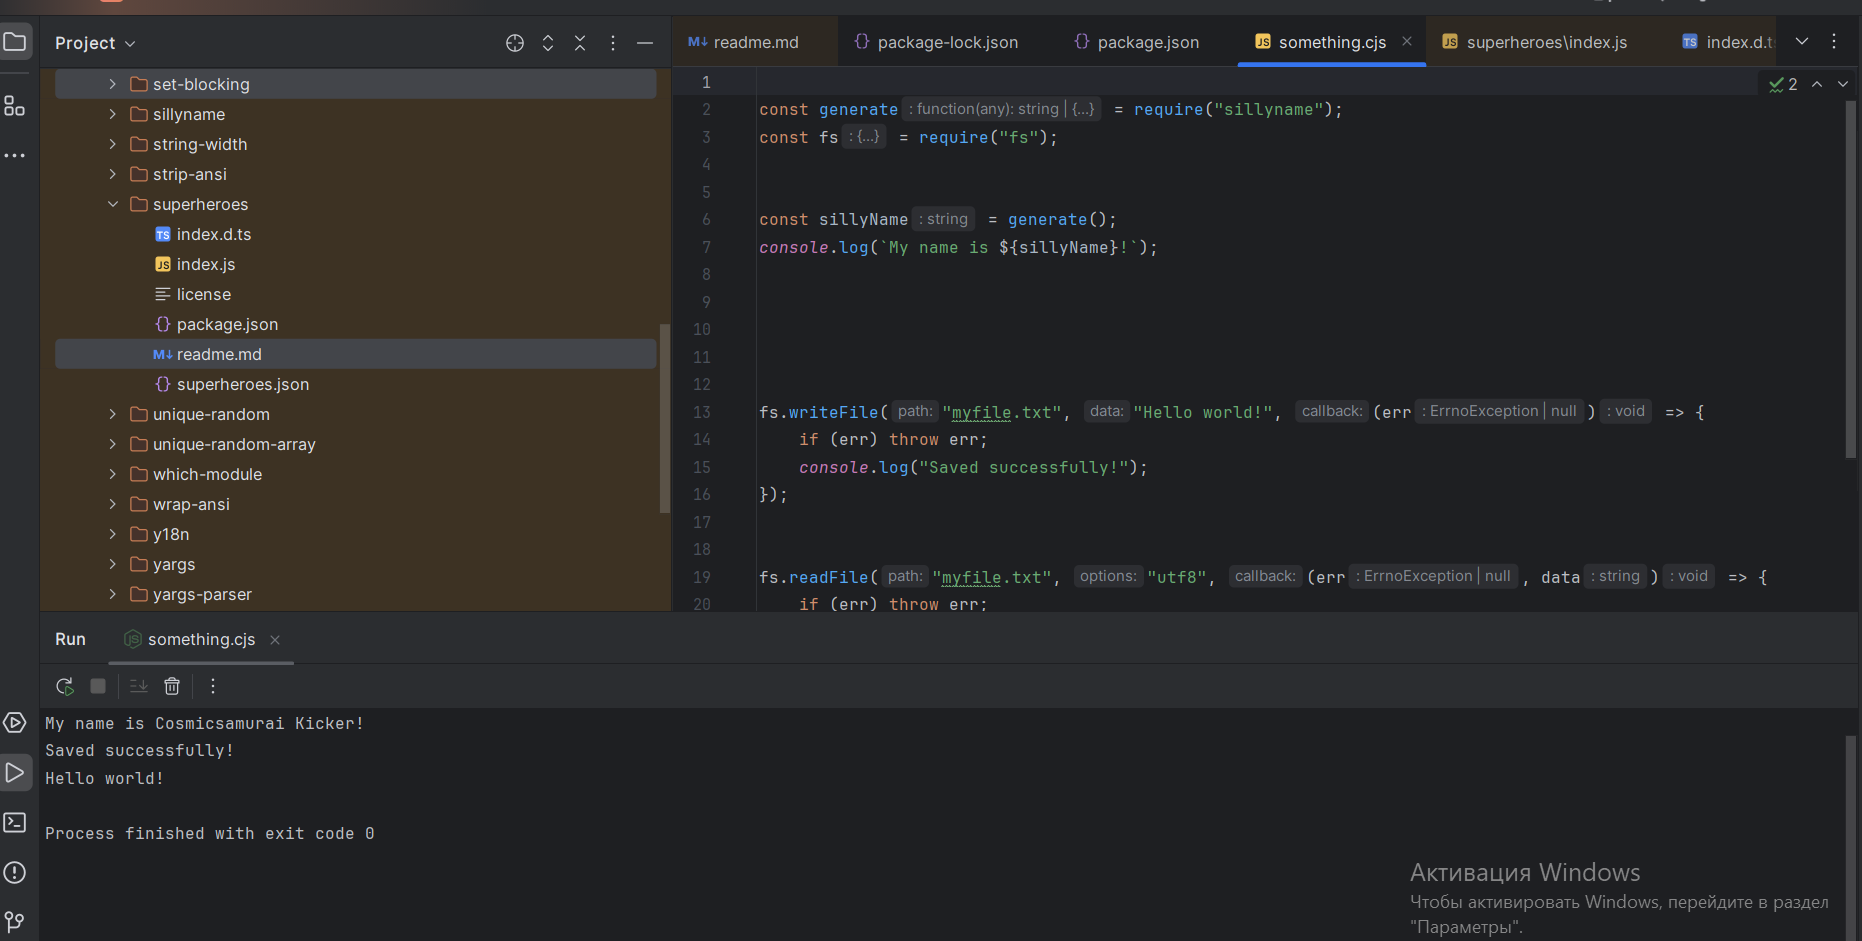 Project
set-blocking
sillyname
string-width
strip-ansi
superheroes
TS index.d.ts
JS index.js
license
{} package.json
M↓ readme.md
{} superheroes.json
unique-random
unique-random-array
which-module
wrap-ansi
y18n
yargs
yargs-parser
M↓ readme.md {} package-lock.json {} package.json JS something.cjs × JS superheroes\index.js TS index.d.t
2
1
2 const generate : function(any): string | {...} = require("sillyname");
3 const fs : {...} = require("fs");
4
5
6 const sillyName : string = generate();
7 console.log(`My name is ${sillyName}!`);
8
9
10
11
12
13 fs.writeFile( path: "myfile.txt", data: "Hello world!", callback: (err : ErrnoException | null ) : void => {
14 if (err) throw err;
15 console.log("Saved successfully!");
16 });
17
18
19 fs.readFile( path: "myfile.txt", options: "utf8", callback: (err : ErrnoException | null , data : string ) : void => {
20 if (err) throw err;
Run JS something.cjs ×
My name is Cosmicsamurai Kicker!
Saved successfully!
Hello world!
Process finished with exit code 0
Активация Windows
Чтобы активировать Windows, перейдите в раздел
"Параметры".